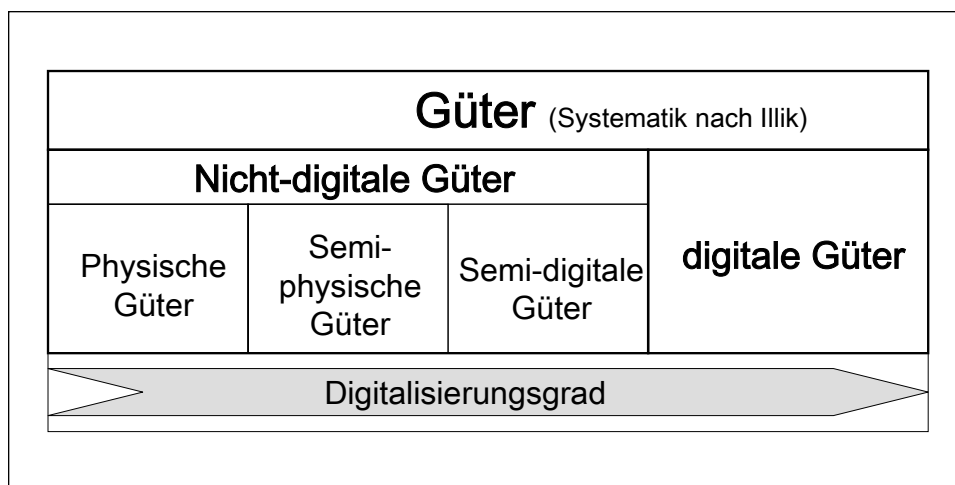 Güter (Systematik nach Illik)
Nicht-digitale Güter
Physische
Güter
Semi-
physische
Güter
Semi-digitale
Güter
digitale Güter
Digitalisierungsgrad